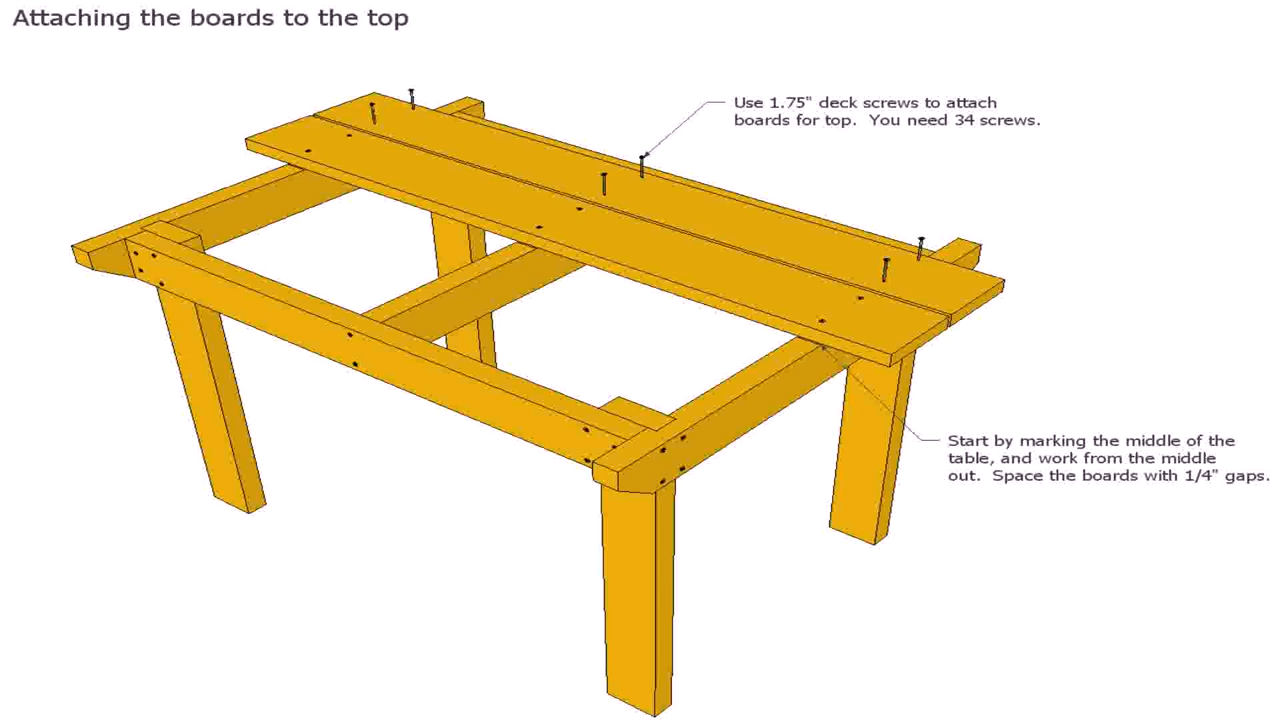 Attaching the boards to the top
Use 1.75" deck screws to attach
boards for top.  You need 34 screws.
Start by marking the middle of the
table, and work from the middle
out.  Space the boards with 1/4" gaps.